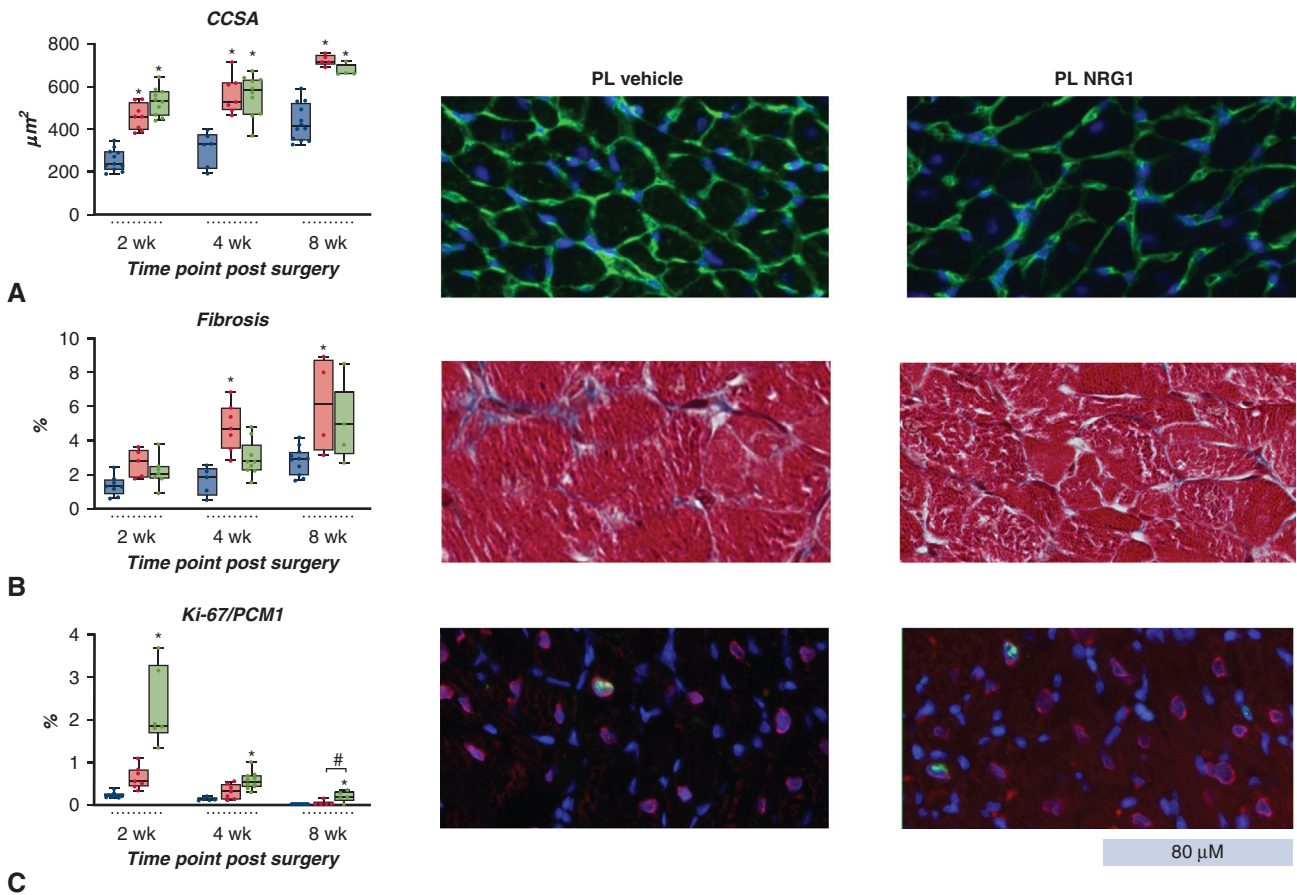 CCSA
800
600
400
200
0
μm²
* * * * * *
2 wk 4 wk 8 wk
Time point post surgery
A
PL vehicle PL NRG1
Fibrosis
10
8
6
4
2
0
%
* *
2 wk 4 wk 8 wk
Time point post surgery
B
Ki-67/PCM1
4
3
2
1
0
%
* * # *
2 wk 4 wk 8 wk
Time point post surgery
C
80 μM